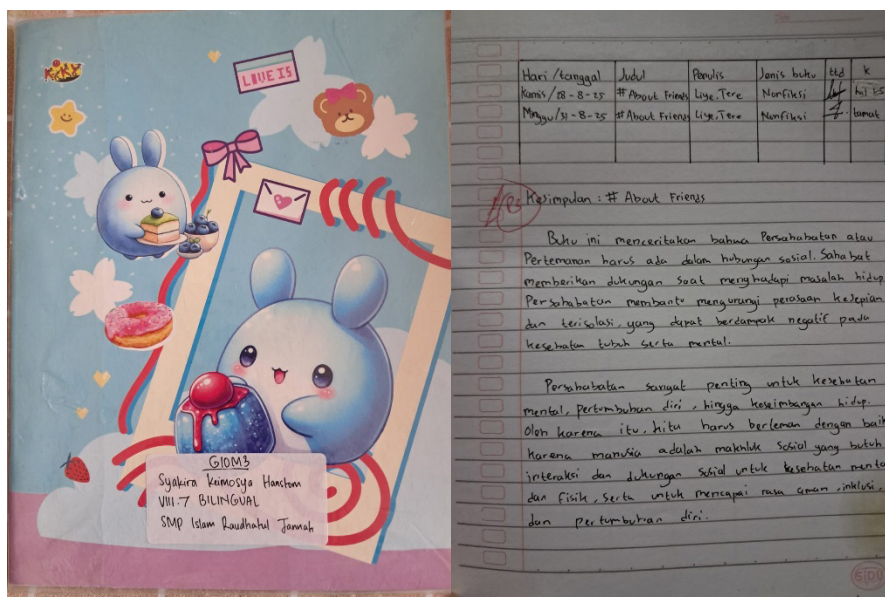 LOVE IS
G10M3
Syakira Keimosya Hanstom
VIII.7 BILINGUAL
SMP Islam Raudhatul Jannah
Hari/tanggal Judul Penulis Jenis buku ttd k
Kamis/28-8-25 #About Friends Liye, Tere Nonfiksi hil 1-5
Minggu/31-8-25 #About Friends Liye, Tere Nonfiksi tamat
Kesimpulan : # About Friends
Buku ini menceritakan bahwa Persahabatan atau
Pertemanan harus ada dalam hubungan sosial. Sahabat
memberikan dukungan saat menghadapi masalah hidup.
Persahabatan membantu mengurangi perasaan kesepian
dan terisolasi, yang dapat berdampak negatif pada
kesehatan tubuh serta mental.
Persahabatan sangat penting untuk kesehatan
mental, pertumbuhan diri, hingga keseimbangan hidup.
Oleh karena itu, kita harus berteman dengan baik
karena manusia adalah makhluk sosial yang butuh
interaksi dan dukungan sosial untuk kesehatan menta
dan fisik, serta untuk mencapai rasa aman, inklusi,
dan pertumbuhan diri.
SIDU